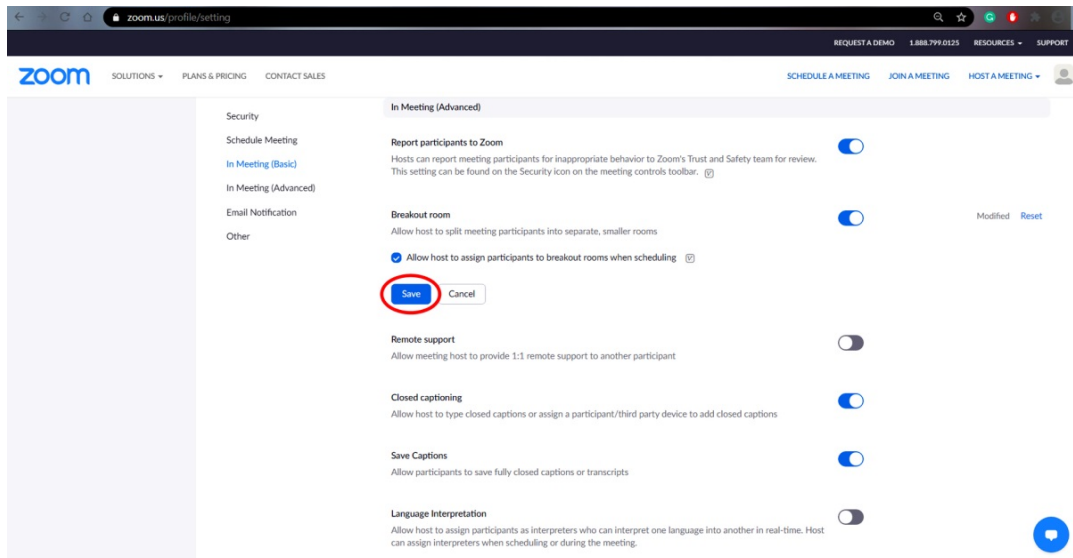 zoom.us/profile/setting
REQUEST A DEMO 1.888.799.0125 RESOURCES SUPPORT
zoom SOLUTIONS PLANS & PRICING CONTACT SALES SCHEDULE A MEETING JOIN A MEETING HOST A MEETING
Security
Schedule Meeting
In Meeting (Basic)
In Meeting (Advanced)
Email Notification
Other
In Meeting (Advanced)
Report participants to Zoom
Hosts can report meeting participants for inappropriate behavior to Zoom's Trust and Safety team for review.
This setting can be found on the Security icon on the meeting controls toolbar.
Breakout room
Modified Reset
Allow host to split meeting participants into separate, smaller rooms
Allow host to assign participants to breakout rooms when scheduling
Save Cancel
Remote support
Allow meeting host to provide 1:1 remote support to another participant
Closed captioning
Allow host to type closed captions or assign a participant/third party device to add closed captions
Save Captions
Allow participants to save fully closed captions or transcripts
Language Interpretation
Allow host to assign participants as interpreters who can interpret one language into another in real-time. Host
can assign interpreters when scheduling or during the meeting.